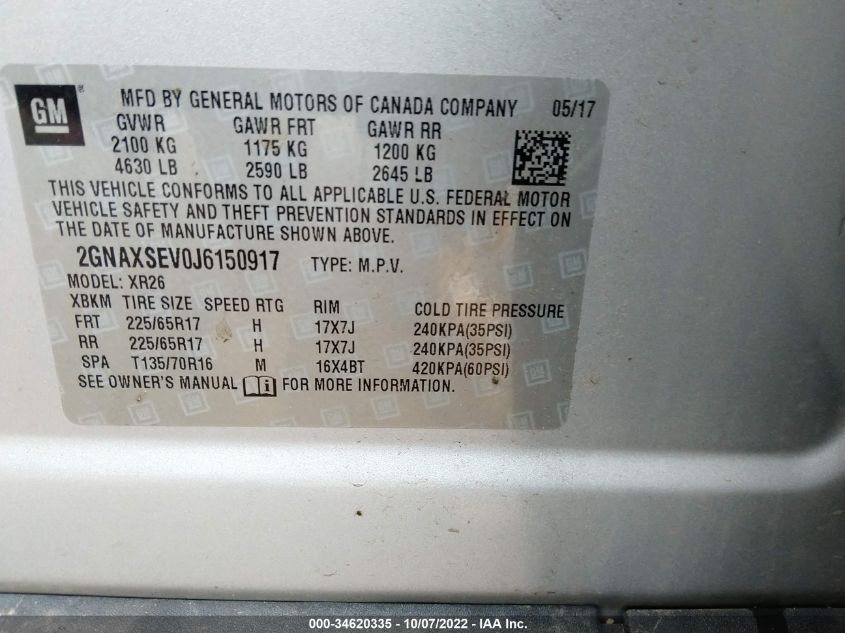 GM
MFD BY GENERAL MOTORS OF CANADA COMPANY 05/17
GVWR GAWR FRT GAWR RR
2100 KG 1175 KG 1200 KG
4630 LB 2590 LB 2645 LB
THIS VEHICLE CONFORMS TO ALL APPLICABLE U.S. FEDERAL MOTOR
VEHICLE SAFETY AND THEFT PREVENTION STANDARDS IN EFFECT ON
THE DATE OF MANUFACTURE SHOWN ABOVE.
2GNAXSEV0J6150917 TYPE: M.P.V.
MODEL: XR26
XBKM TIRE SIZE SPEED RTG RIM COLD TIRE PRESSURE
FRT 225/65R17 H 17X7J 240KPA(35PSI)
RR 225/65R17 H 17X7J 240KPA(35PSI)
SPA T135/70R16 M 16X4BT 420KPA(60PSI)
SEE OWNER'S MANUAL FOR MORE INFORMATION.
000-34620335 - 10/07/2022 - IAA Inc.